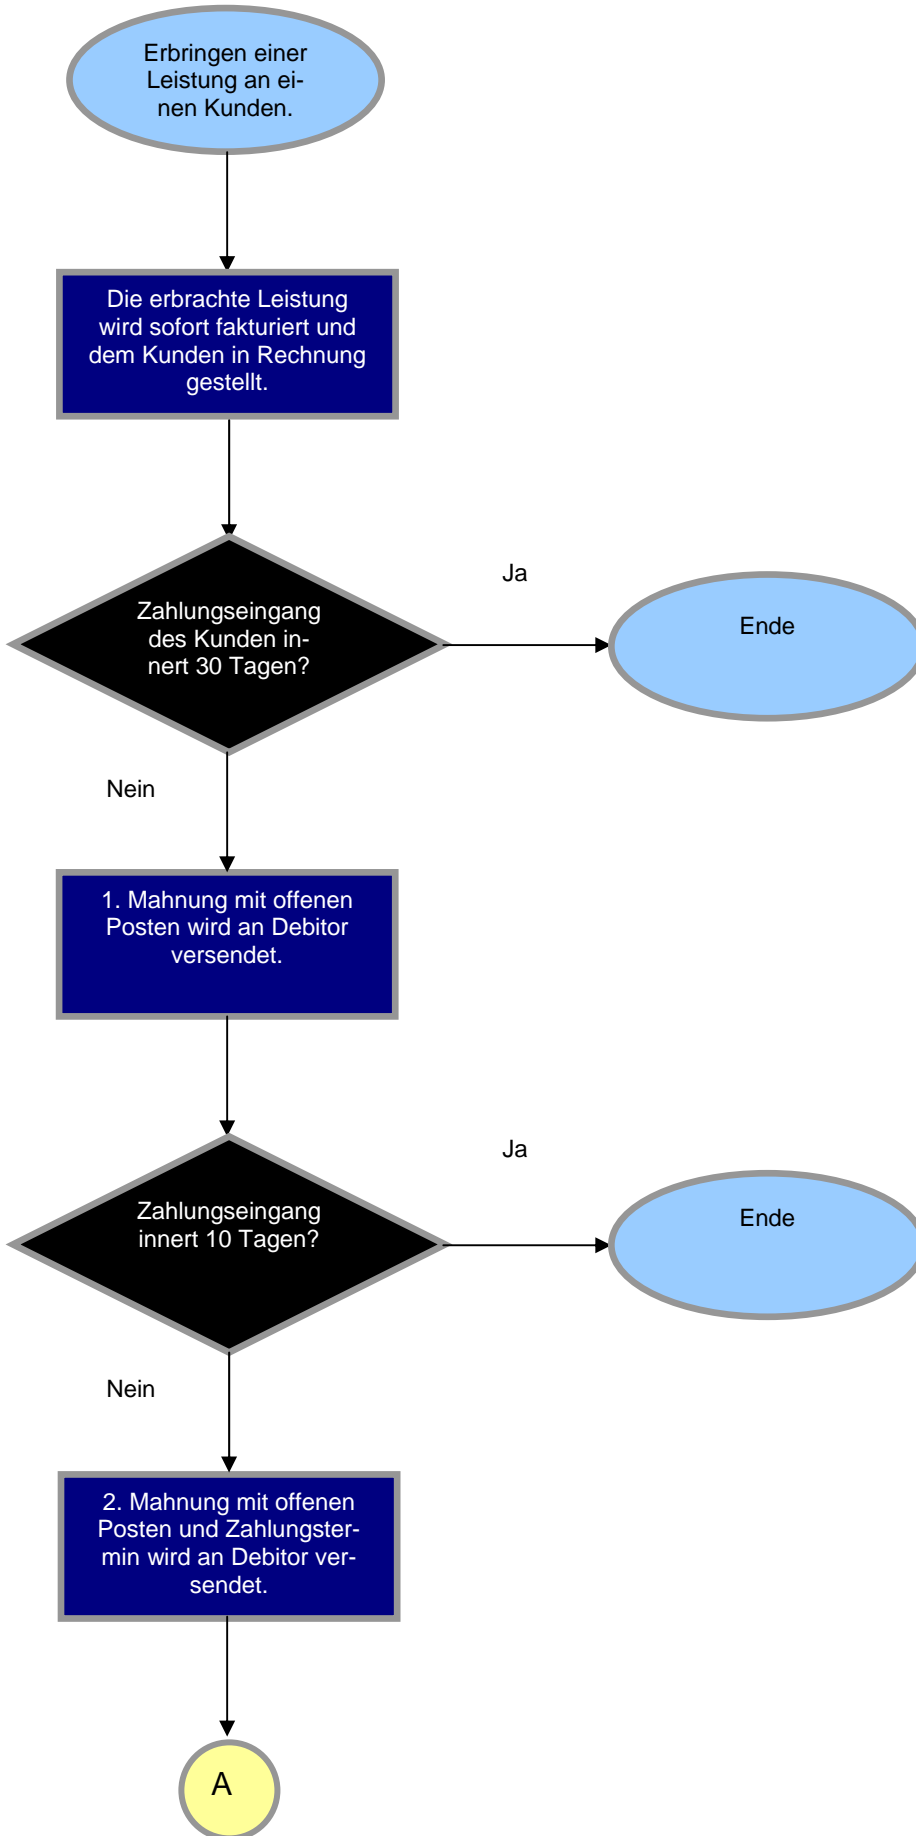 Erbringen einer
Leistung an ei-
nen Kunden.
Die erbrachte Leistung
wird sofort fakturiert und
dem Kunden in Rechnung
gestellt.
Zahlungseingang
des Kunden in-
nert 30 Tagen?
Ja
Ende
Nein
1. Mahnung mit offenen
Posten wird an Debitor
versendet.
Zahlungseingang
innert 10 Tagen?
Ja
Ende
Nein
2. Mahnung mit offenen
Posten und Zahlungster-
min wird an Debitor ver-
sendet.
A